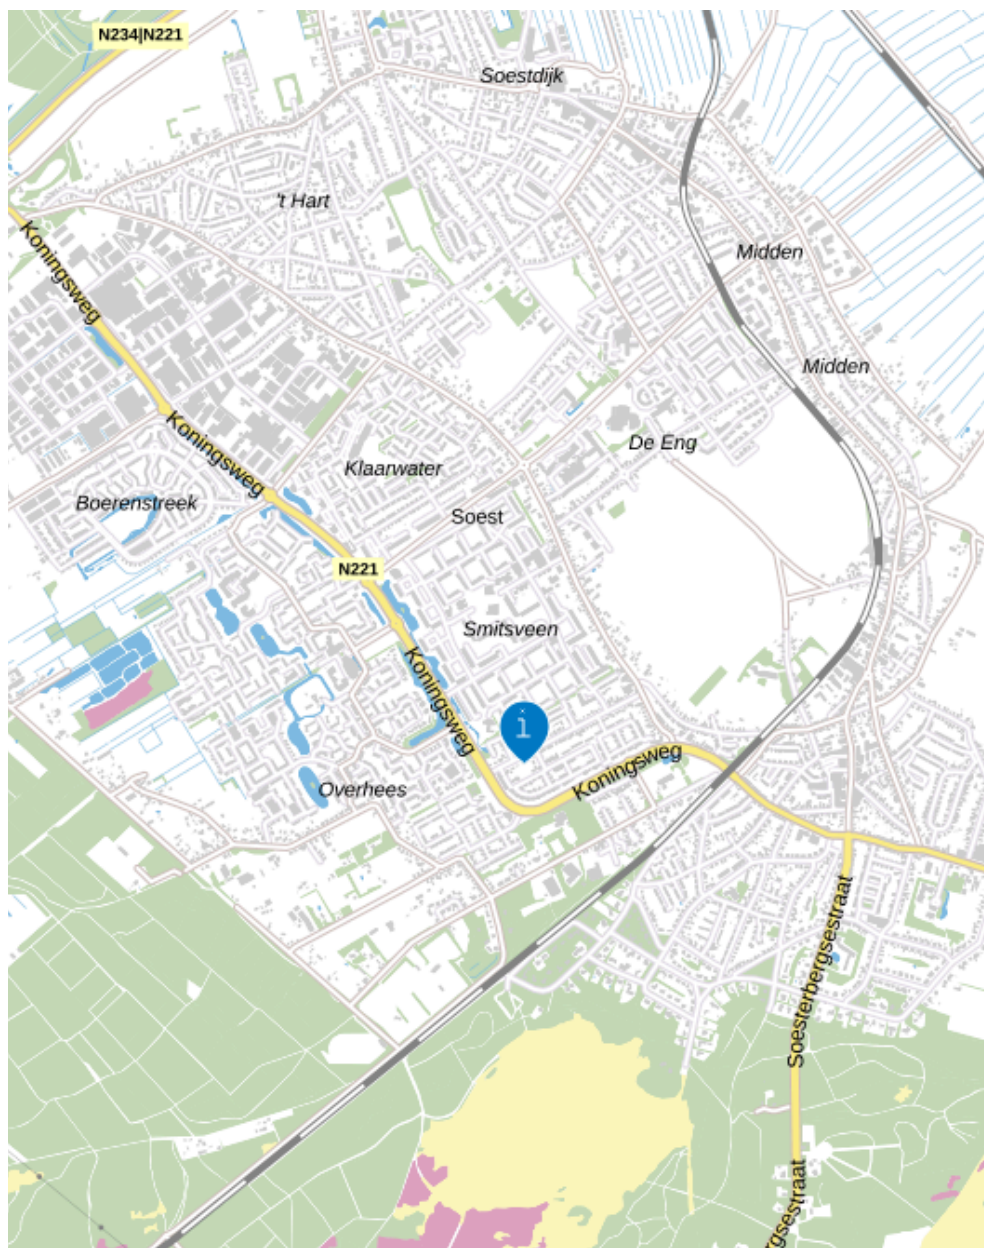 N234|N221
Soestdijk
't Hart
Koningsweg
Midden
Midden
Koningsweg
De Eng
Klaarwater
Boerenstreek
Soest
N221
Smitsveen
Koningsweg
1
Koningsweg
Overhees
Soesterbergsestraat
rgsestraat